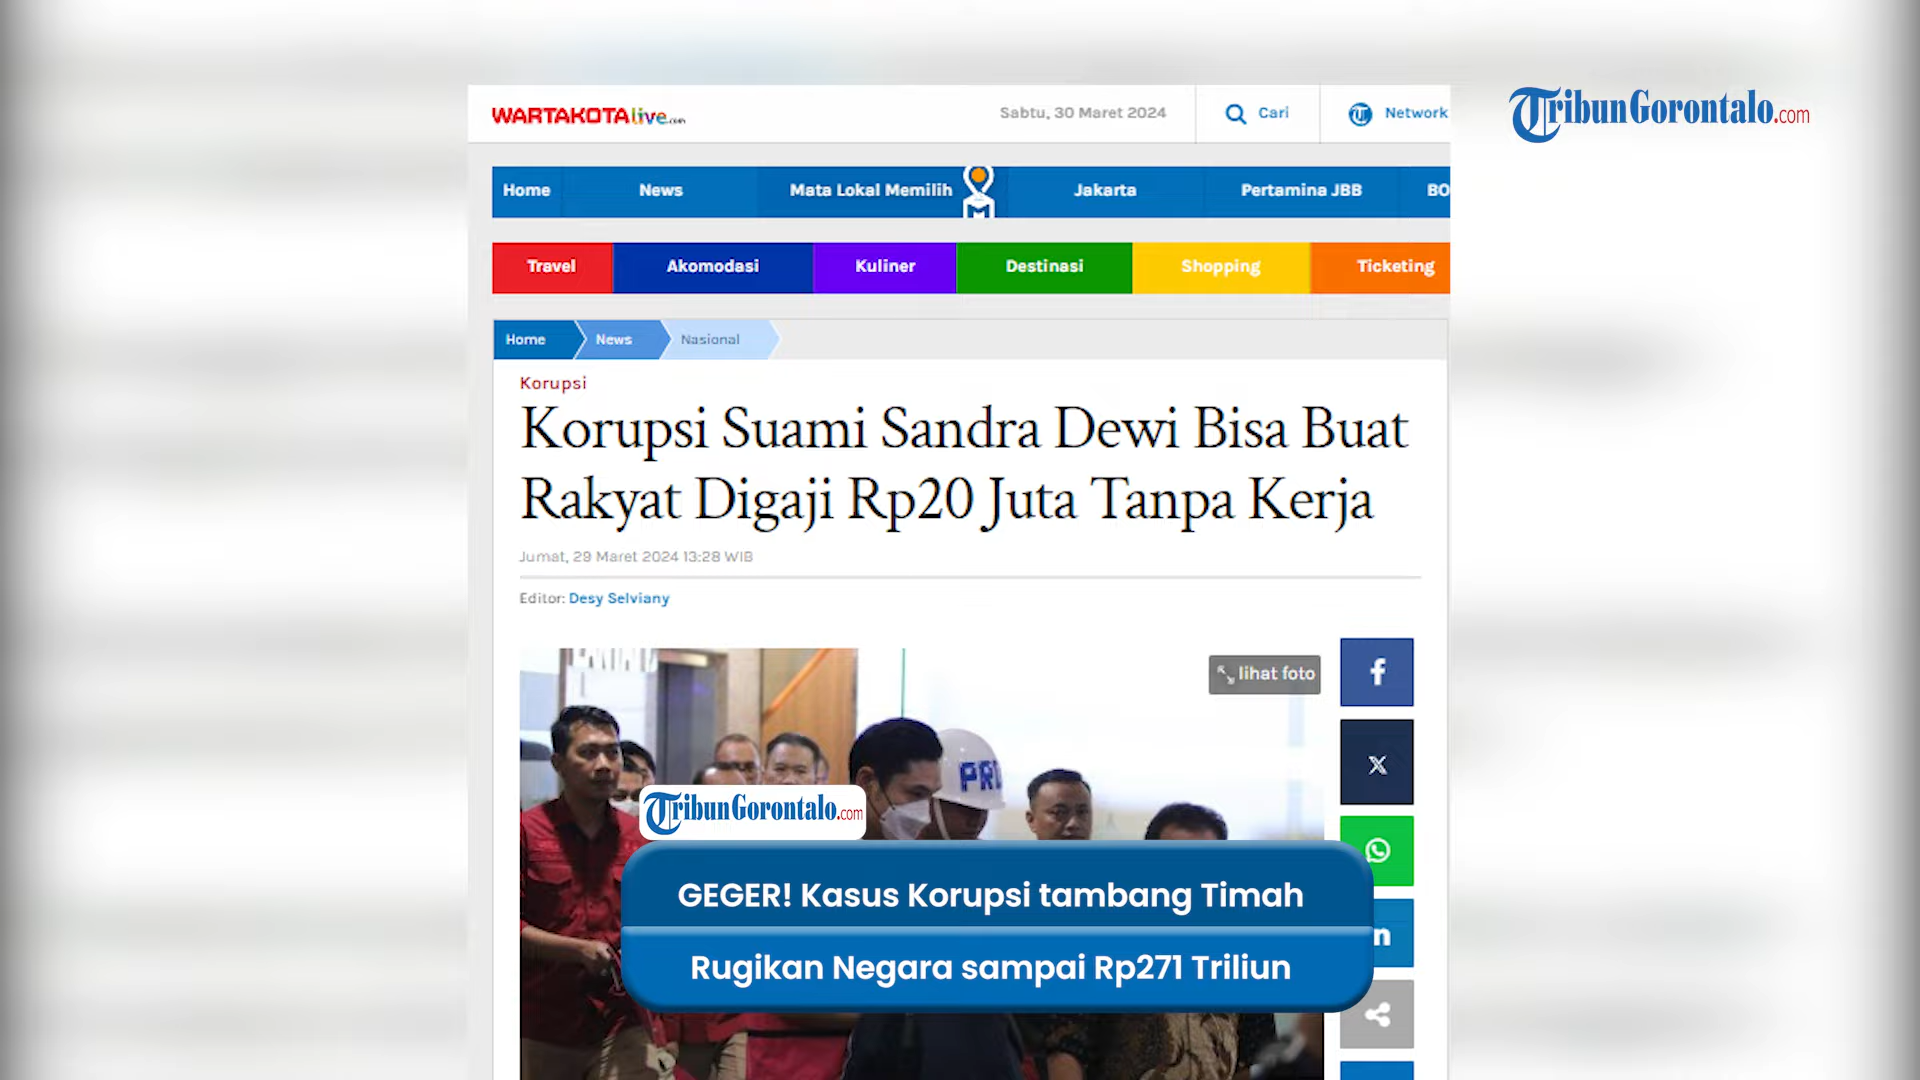 WARTAKOTAlive.com
Sabtu, 30 Maret 2024
Cari
Network
TribunGorontalo.com
Home
News
Mata Lokal Memilih
M
Jakarta
Pertamina JBB
BO
Travel
Akomodasi
Kuliner
Destinasi
Shopping
Ticketing
Home
News
Nasional
Korupsi
Korupsi Suami Sandra Dewi Bisa Buat
Rakyat Digaji Rp20 Juta Tanpa Kerja
Jumat, 29 Maret 2024 13:28 WIB
Editor: Desy Selviany
lihat foto
TribunGorontalo.com
GEGER! Kasus Korupsi tambang Timah
Rugikan Negara sampai Rp271 Triliun